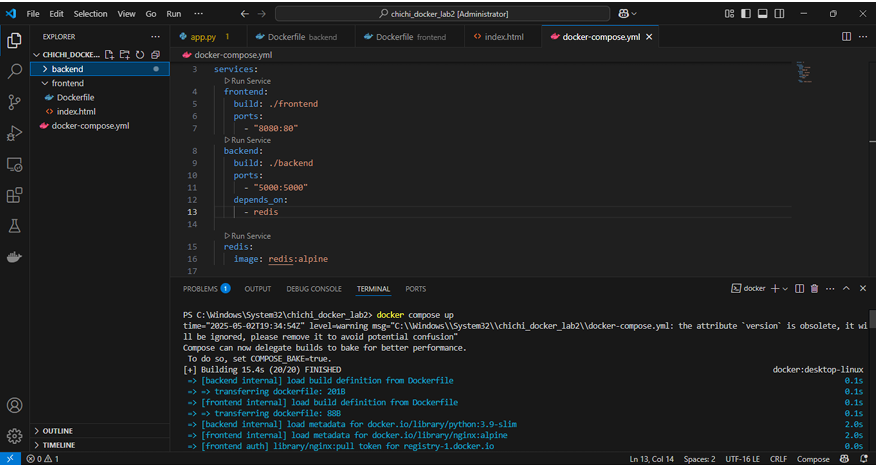 File Edit Selection View Go Run ... chichi_docker_lab2 [Administrator]
EXPLORER ...
CHICHI_DOCKE...
backend
frontend
Dockerfile
index.html
docker-compose.yml
OUTLINE
TIMELINE
app.py 1 Dockerfile backend Dockerfile frontend index.html docker-compose.yml
docker-compose.yml
3 services:
Run Service
4 frontend:
5 build: ./frontend
6 ports:
7 - "8080:80"
Run Service
8 backend:
9 build: ./backend
10 ports:
11 - "5000:5000"
12 depends_on:
13 - redis
14
Run Service
15 redis:
16 image: redis:alpine
17
PROBLEMS 1 OUTPUT DEBUG CONSOLE TERMINAL PORTS docker
PS C:\Windows\System32\chichi_docker_lab2> docker compose up
time="2025-05-02T19:34:54Z" level=warning msg="C:\\Windows\\System32\\chichi_docker_lab2\\docker-compose.yml: the attribute `version` is obsolete, it wi
ll be ignored, please remove it to avoid potential confusion"
Compose can now delegate builds to bake for better performance.
To do so, set COMPOSE_BAKE=true.
[+] Building 15.4s (20/20) FINISHED docker:desktop-linux
=> [backend internal] load build definition from Dockerfile 0.1s
=> => transferring dockerfile: 201B 0.1s
=> [frontend internal] load build definition from Dockerfile 0.1s
=> => transferring dockerfile: 88B 0.1s
=> [backend internal] load metadata for docker.io/library/python:3.9-slim 2.0s
=> [frontend internal] load metadata for docker.io/library/nginx:alpine 2.0s
=> [frontend auth] library/nginx:pull token for registry-1.docker.io 0.0s
0 1 Ln 13, Col 14 Spaces: 2 UTF-16 LE CRLF Compose